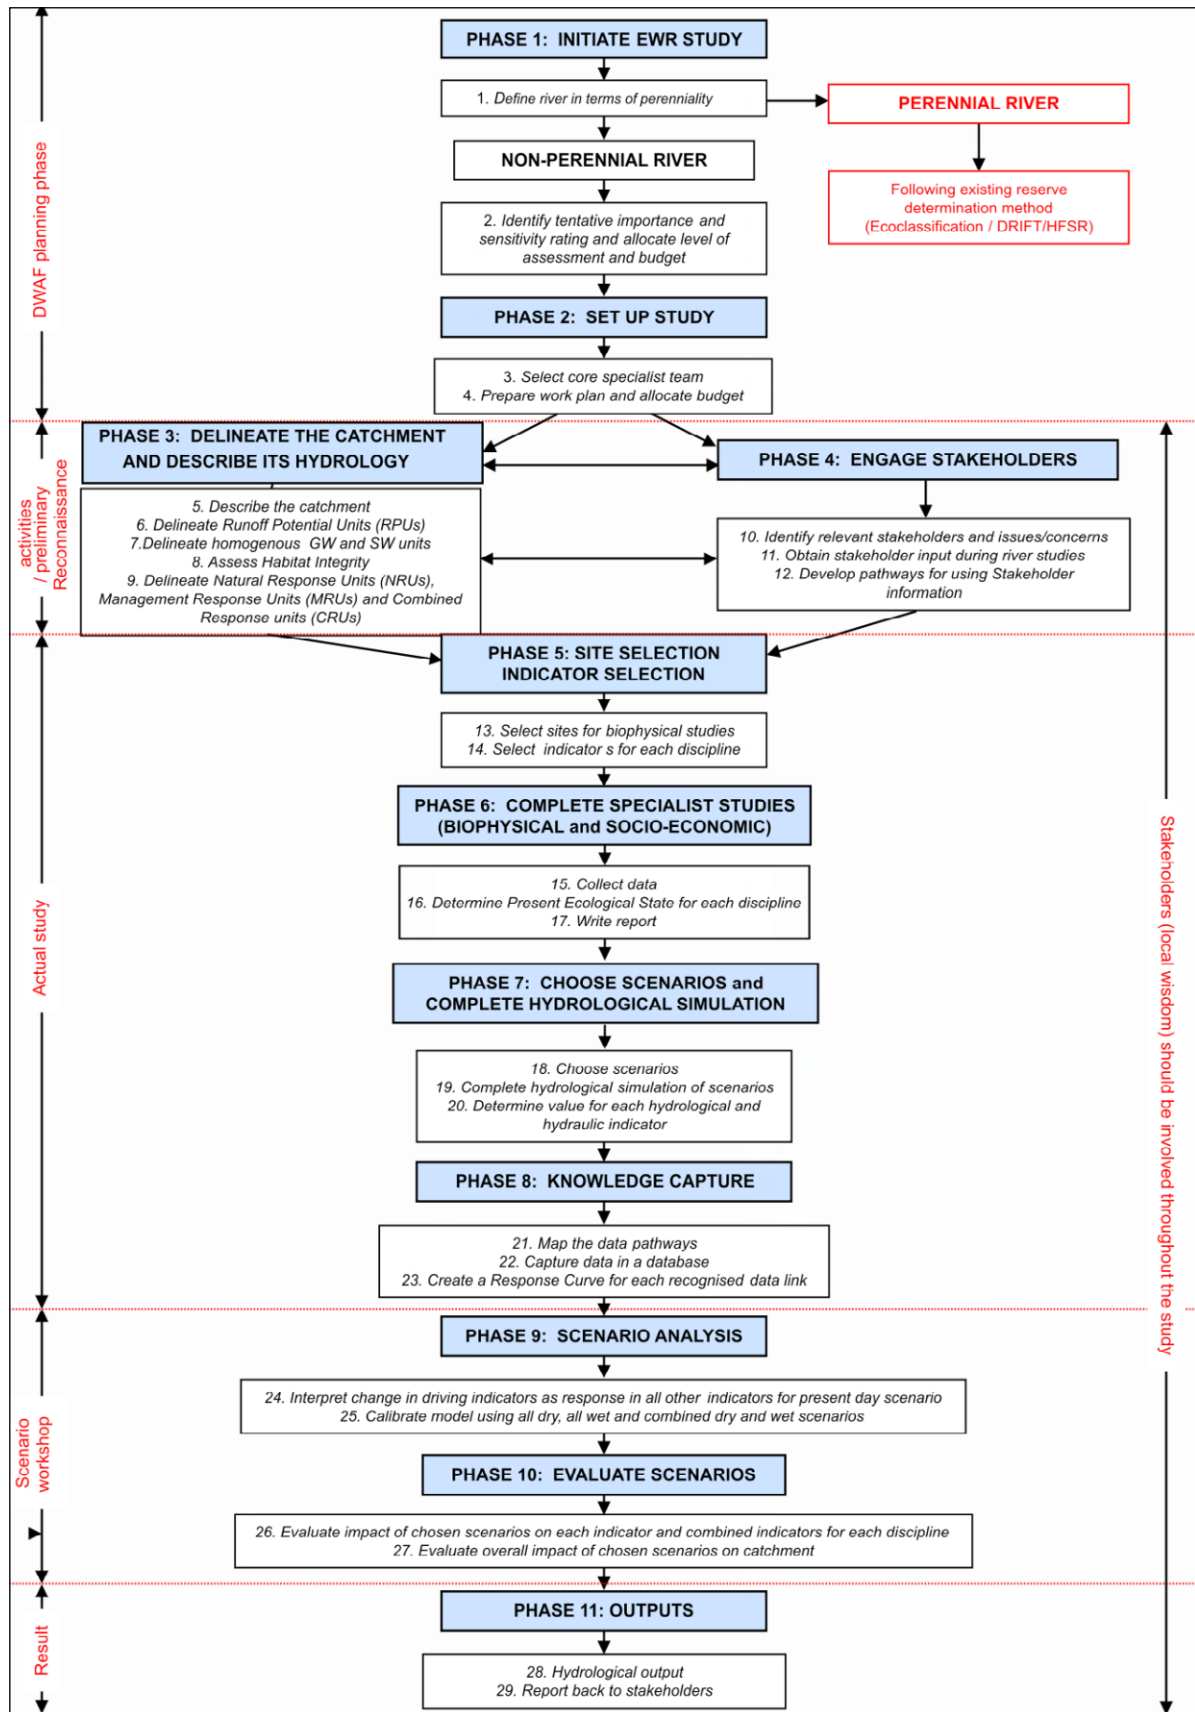 PHASE 1: INITIATE EWR STUDY
1. Define river in terms of perenniality
PERENNIAL RIVER
NON-PERENNIAL RIVER
Following existing reserve
determination method
(Ecoclassification / DRIFT/HFSR)
2. Identify tentative importance and
sensitivity rating and allocate level of
assessment and budget
DWAF planning phase
PHASE 2: SET UP STUDY
3. Select core specialist team
4. Prepare work plan and allocate budget
PHASE 3: DELINEATE THE CATCHMENT
AND DESCRIBE ITS HYDROLOGY
PHASE 4: ENGAGE STAKEHOLDERS
activities
/ preliminary
Reconnaissance
5. Describe the catchment
6. Delineate Runoff Potential Units (RPUs)
7.Delineate homogenous GW and SW units
8. Assess Habitat Integrity
9. Delineate Natural Response Units (NRUs),
Management Response Units (MRUs) and Combined
Response units (CRUs)
10. Identify relevant stakeholders and issues/concerns
11. Obtain stakeholder input during river studies
12. Develop pathways for using Stakeholder
information
PHASE 5: SITE SELECTION
INDICATOR SELECTION
13. Select sites for biophysical studies
14. Select indicator s for each discipline
PHASE 6: COMPLETE SPECIALIST STUDIES
(BIOPHYSICAL and SOCIO-ECONOMIC)
15. Collect data
16. Determine Present Ecological State for each discipline
17. Write report
Actual study
PHASE 7: CHOOSE SCENARIOS and
COMPLETE HYDROLOGICAL SIMULATION
18. Choose scenarios
19. Complete hydrological simulation of scenarios
20. Determine value for each hydrological and
hydraulic indicator
Stakeholders (local wisdom) should be involved throughout the study
PHASE 8: KNOWLEDGE CAPTURE
21. Map the data pathways
22. Capture data in a database
23. Create a Response Curve for each recognised data link
PHASE 9: SCENARIO ANALYSIS
24. Interpret change in driving indicators as response in all other indicators for present day scenario
25. Calibrate model using all dry, all wet and combined dry and wet scenarios
Scenario
workshop
PHASE 10: EVALUATE SCENARIOS
26. Evaluate impact of chosen scenarios on each indicator and combined indicators for each discipline
27. Evaluate overall impact of chosen scenarios on catchment
PHASE 11: OUTPUTS
Result
28. Hydrological output
29. Report back to stakeholders